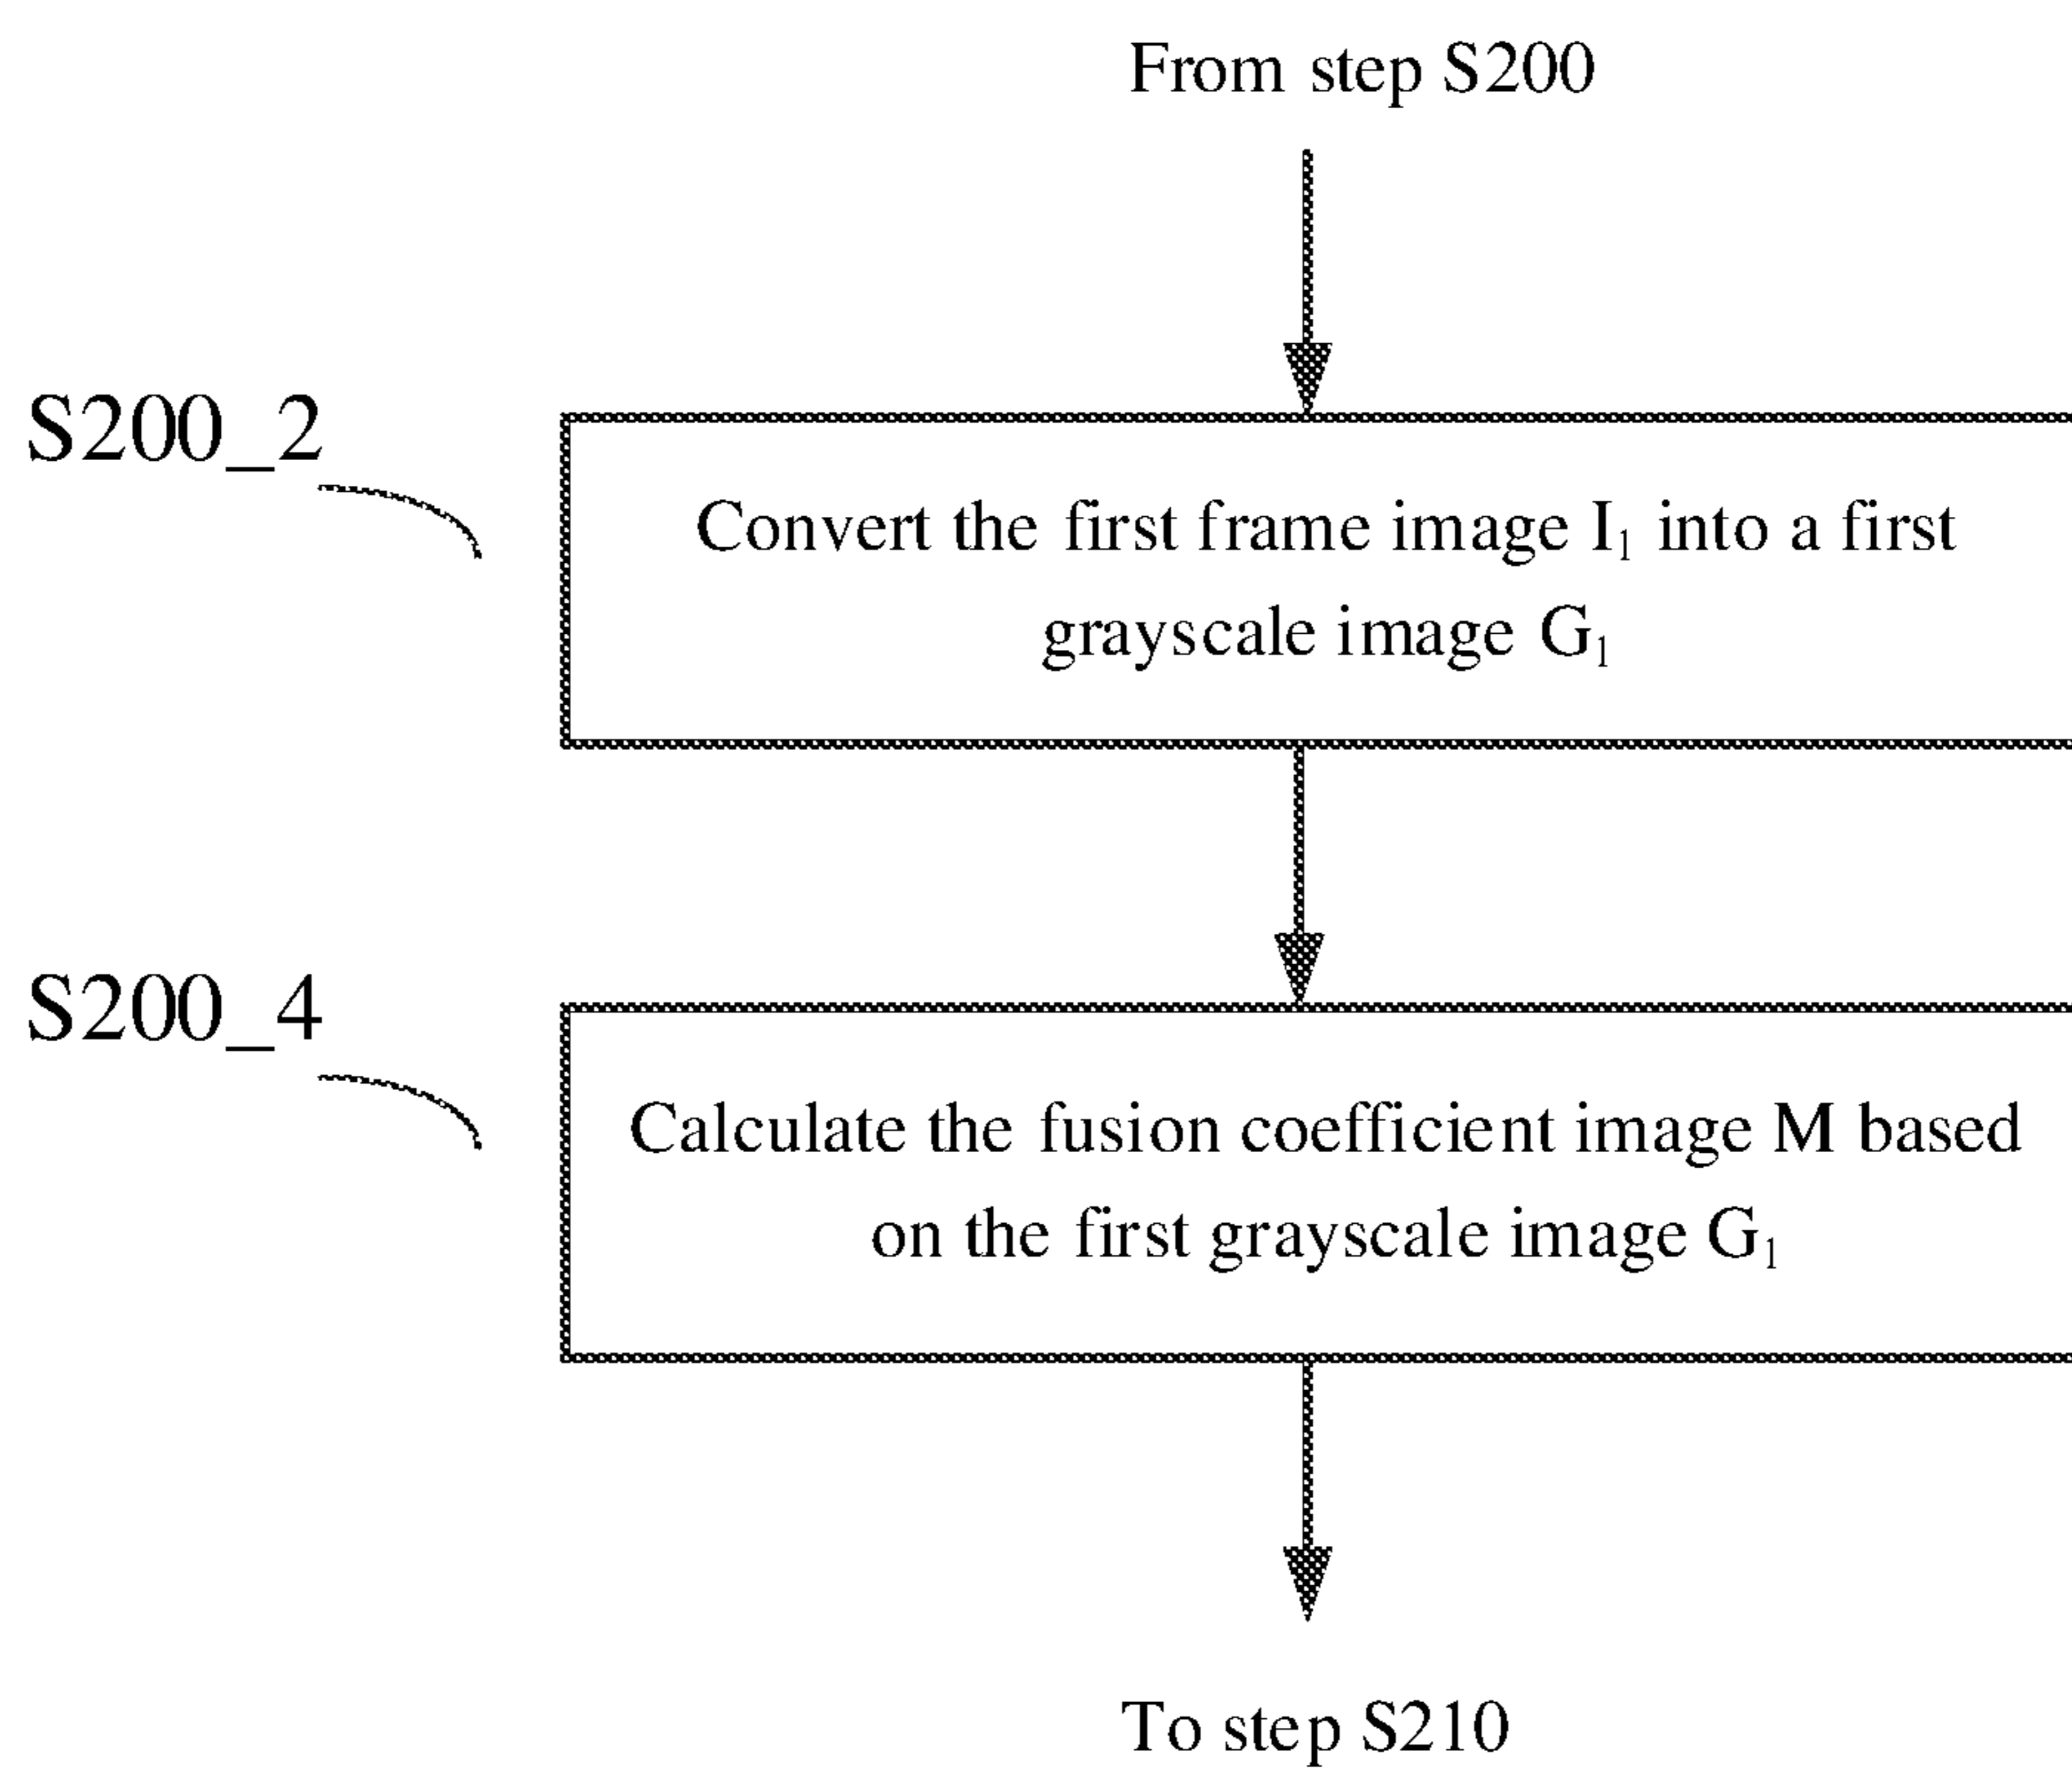 From step S200
S200_2
Convert the first frame image I₁ into a first
grayscale image G₁
S200_4
Calculate the fusion coefficient image M based
on the first grayscale image G₁
To step S210